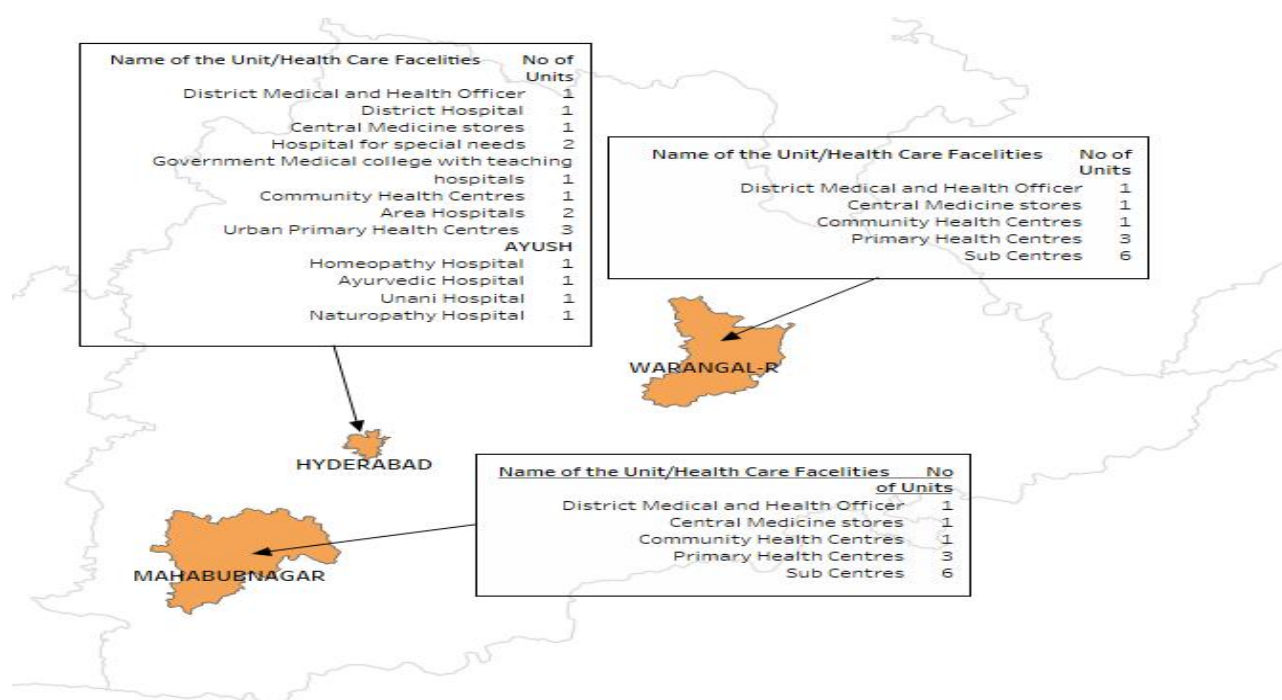 Name of the Unit/Health Care Facelities No of
Units
District Medical and Health Officer 1
District Hospital 1
Central Medicine stores 1
Hospital for special needs 2
Government Medical college with teaching
hospitals 1
Community Health Centres 1
Area Hospitals 2
Urban Primary Health Centres 3
AYUSH
Homeopathy Hospital 1
Ayurvedic Hospital 1
Unani Hospital 1
Naturopathy Hospital 1
Name of the Unit/Health Care Facelities No of
Units
District Medical and Health Officer 1
Central Medicine stores 1
Community Health Centres 1
Primary Health Centres 3
Sub Centres 6
WARANGAL-R
HYDERABAD
Name of the Unit/Health Care Facelities No
of Units
District Medical and Health Officer 1
Central Medicine stores 1
Community Health Centres 1
Primary Health Centres 3
Sub Centres 6
MAHABUBNAGAR